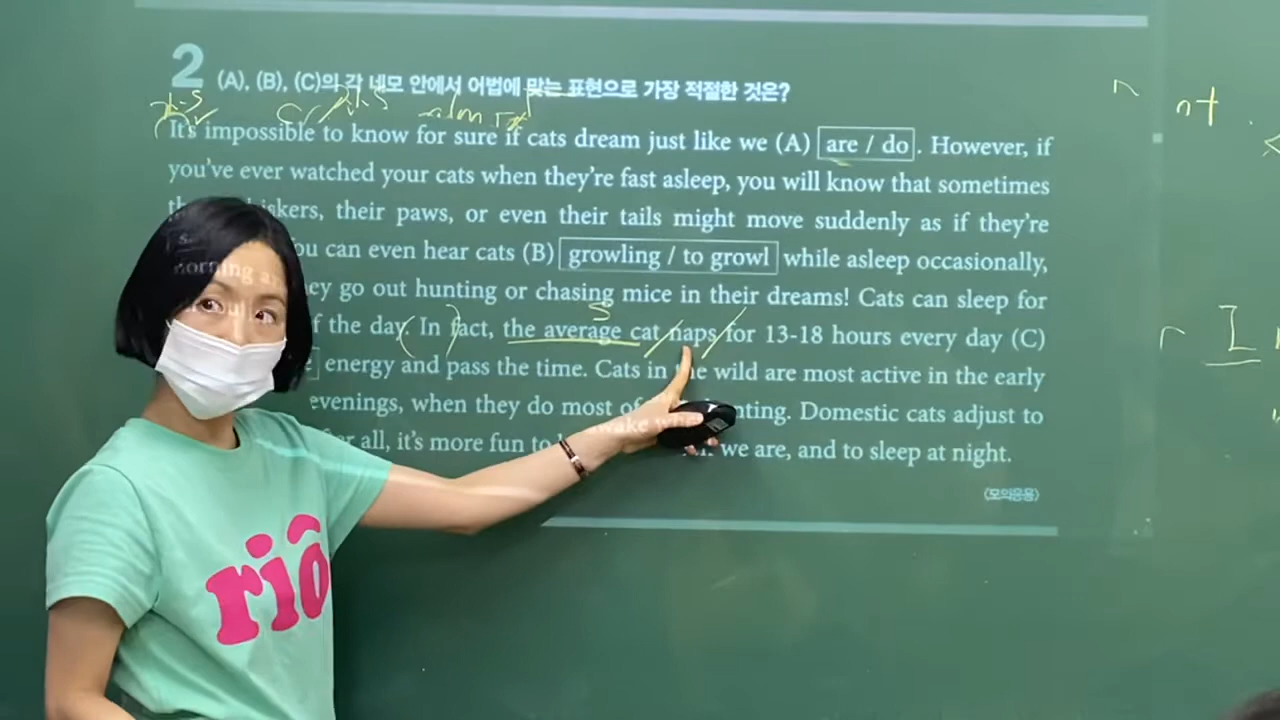 2 (A), (B), (C)의 각 네모 안에서 어법에 맞는 표현으로 가장 적절한 것은?
It's impossible to know for sure if cats dream just like we (A) are / do . However, if
you've ever watched your cats when they're fast asleep, you will know that sometimes
iskers, their paws, or even their tails might move suddenly as if they're
ou can even hear cats (B) growling / to growl while asleep occasionally,
ey go out hunting or chasing mice in their dreams! Cats can sleep for
f the day. In fact, the average cat naps for 13-18 hours every day (C)
energy and pass the time. Cats in the wild are most active in the early
evenings, when they do most of nting. Domestic cats adjust to
all, it's more fun to awake wh we are, and to sleep at night.
〈모의응용〉
S
nt
I
riô